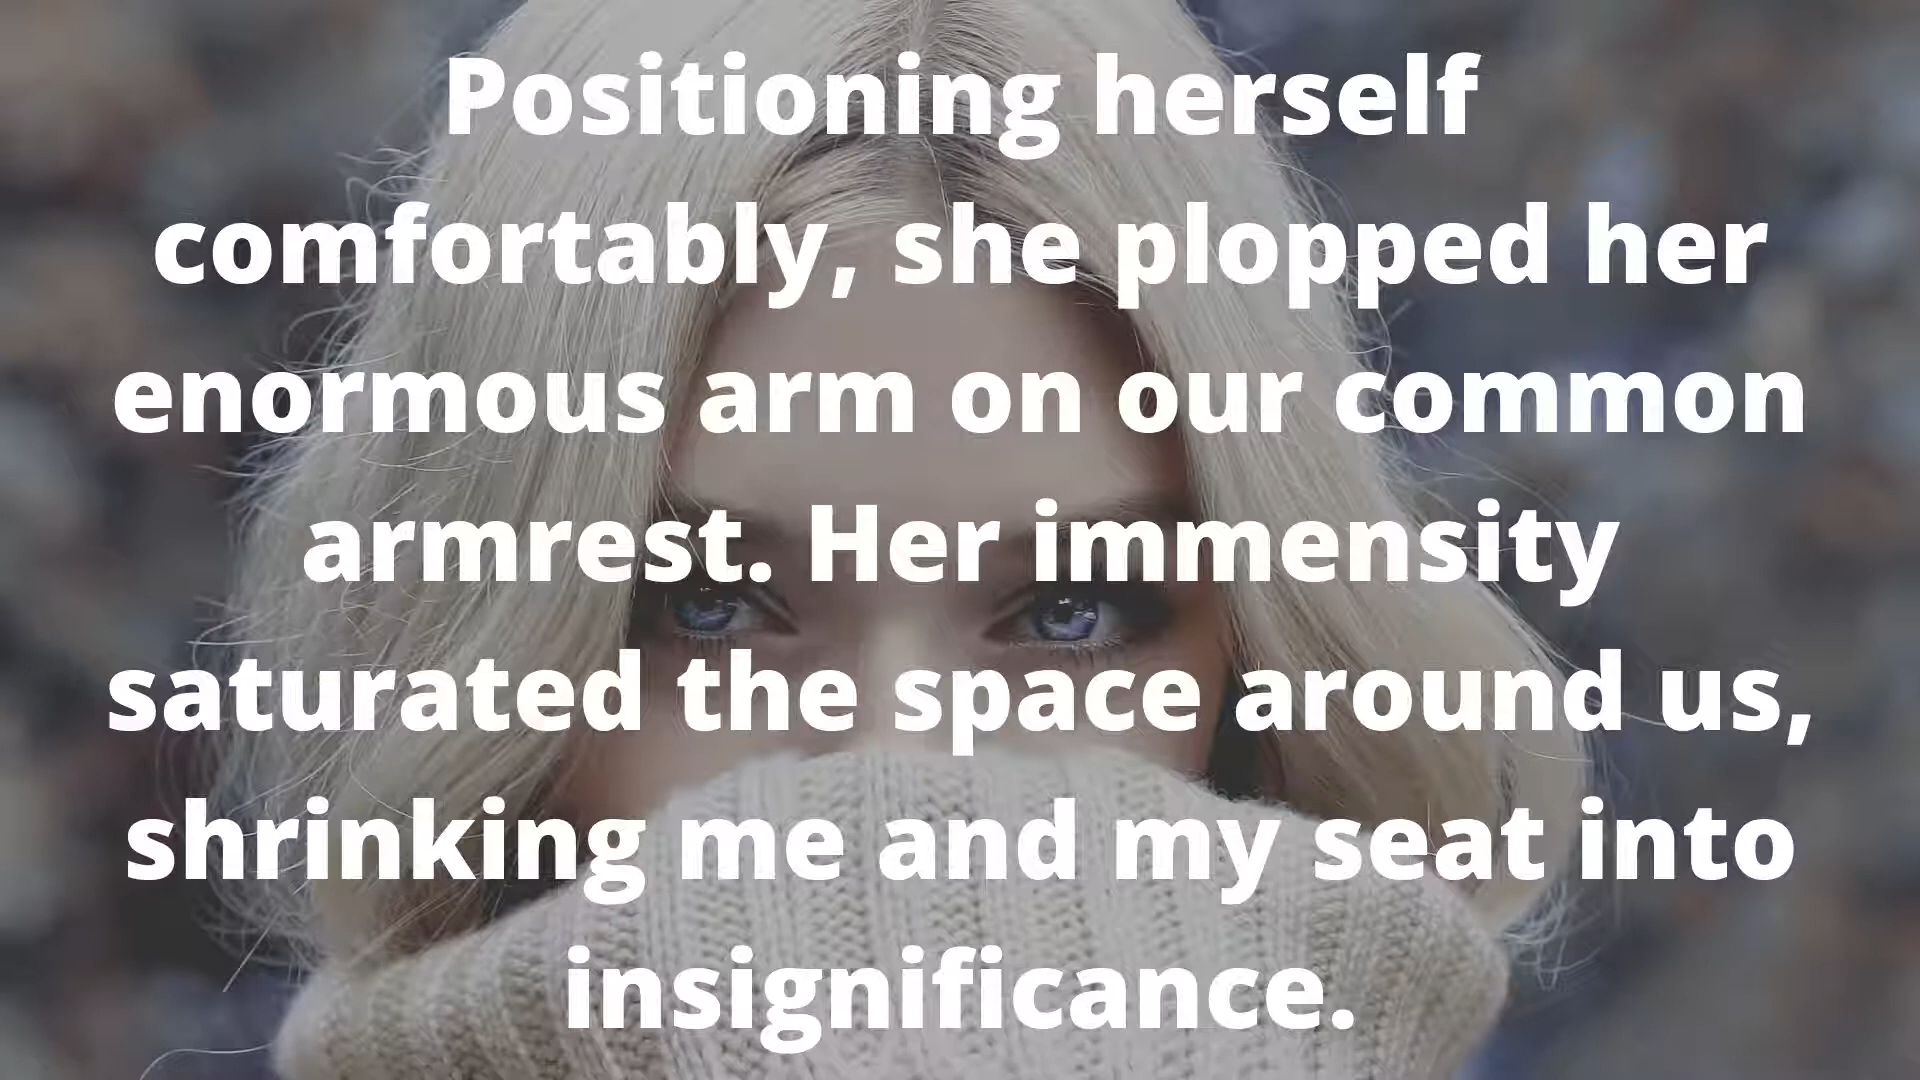 Positioning herself
comfortably, she plopped her
enormous arm on our common
armrest. Her immensity
saturated the space around us,
shrinking me and my seat into
insignificance.